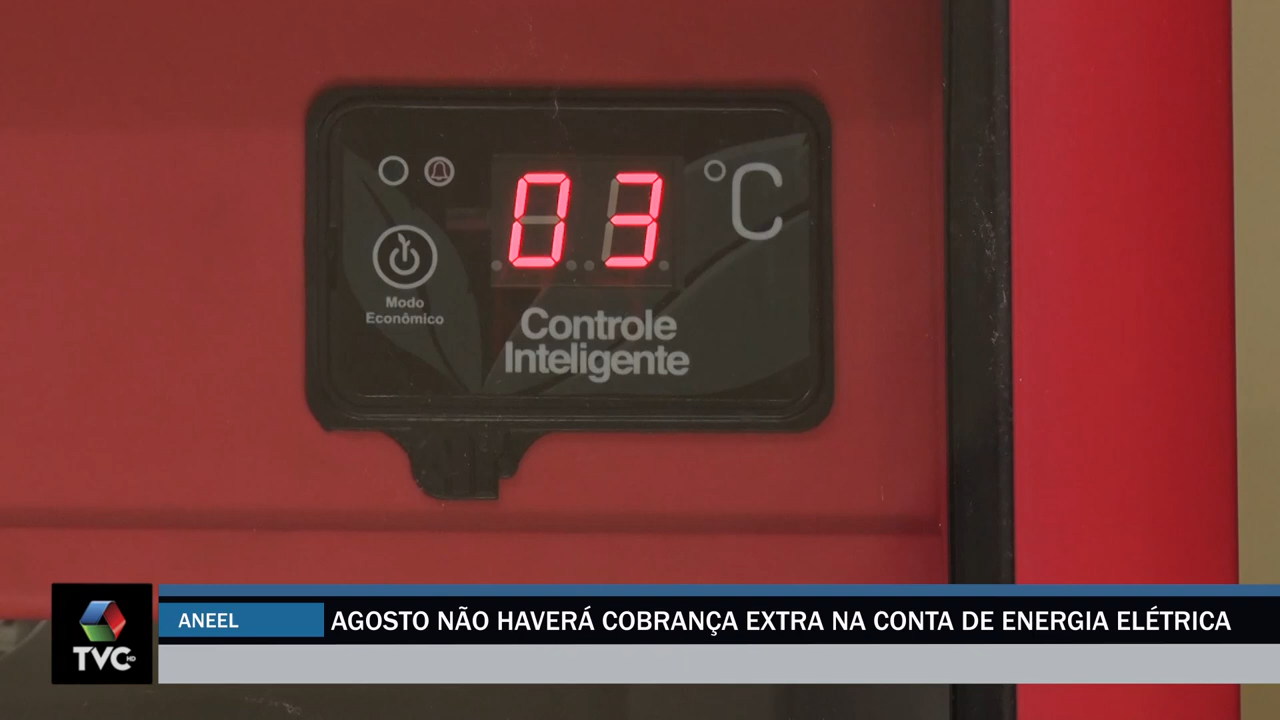 03 °C
Modo
Econômico
Controle
Inteligente
ANEEL
AGOSTO NÃO HAVERÁ COBRANÇA EXTRA NA CONTA DE ENERGIA ELÉTRICA
TVC HD